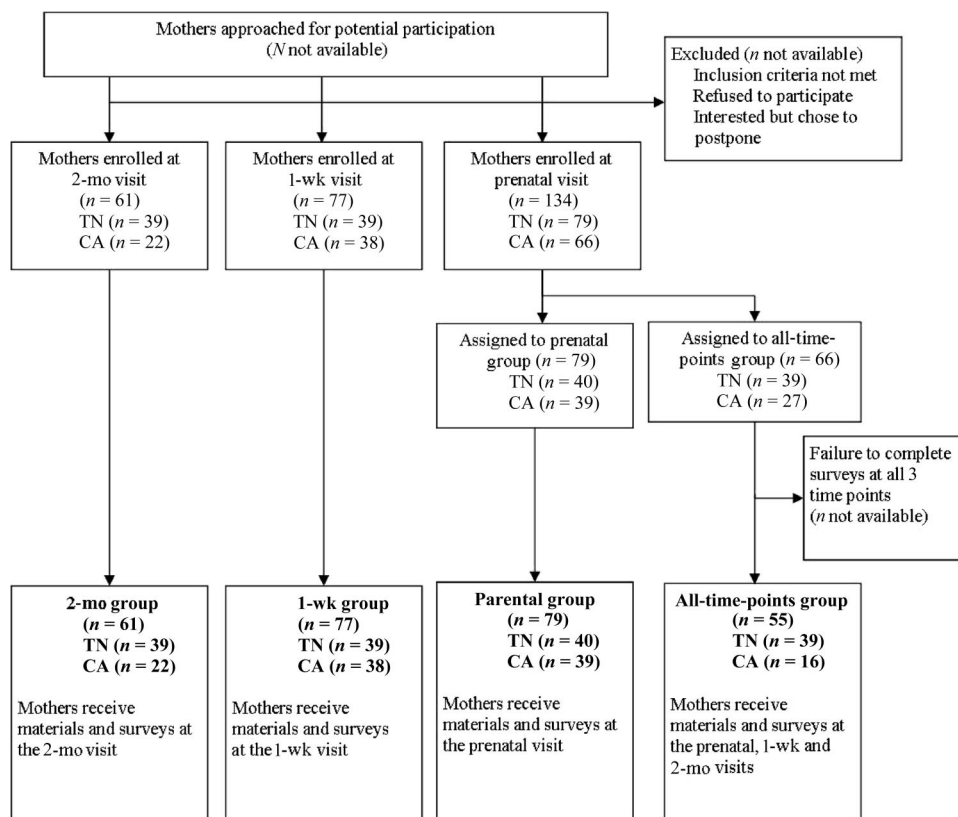 Mothers approached for potential participation
(N not available)
Excluded (n not available)
Inclusion criteria not met
Refused to participate
Interested but chose to
postpone
Mothers enrolled at
2-mo visit
(n = 61)
TN (n = 39)
CA (n = 22)
Mothers enrolled at
1-wk visit
(n = 77)
TN (n = 39)
CA (n = 38)
Mothers enrolled at
prenatal visit
(n = 134)
TN (n = 79)
CA (n = 66)
Assigned to prenatal
group (n = 79)
TN (n = 40)
CA (n = 39)
Assigned to all-time-
points group (n = 66)
TN (n = 39)
CA (n = 27)
Failure to complete
surveys at all 3
time points
(n not available)
2-mo group
(n = 61)
TN (n = 39)
CA (n = 22)
Mothers receive
materials and surveys at
the 2-mo visit
1-wk group
(n = 77)
TN (n = 39)
CA (n = 38)
Mothers receive
materials and surveys
at the 1-wk visit
Parental group
(n = 79)
TN (n = 40)
CA (n = 39)
Mothers receive
materials and surveys at
the prenatal visit
All-time-points group
(n = 55)
TN (n = 39)
CA (n = 16)
Mothers receive
materials and surveys at
the prenatal, 1-wk and
2-mo visits